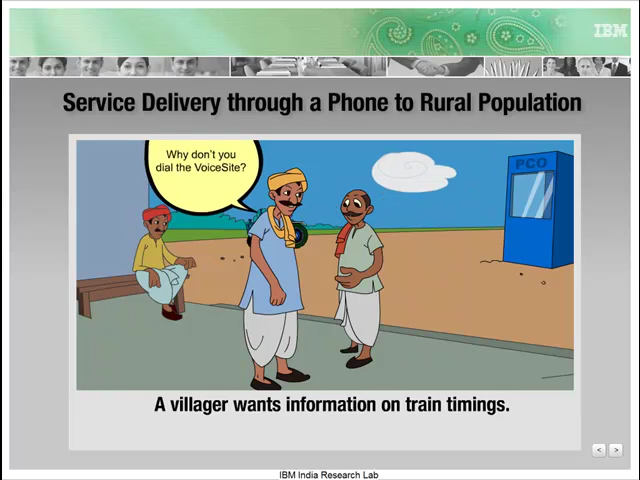 IBM
Service Delivery through a Phone to Rural Population
Why don't you
dial the VoiceSite?
PCO
A villager wants information on train timings.
< >
IBM India Research Lab